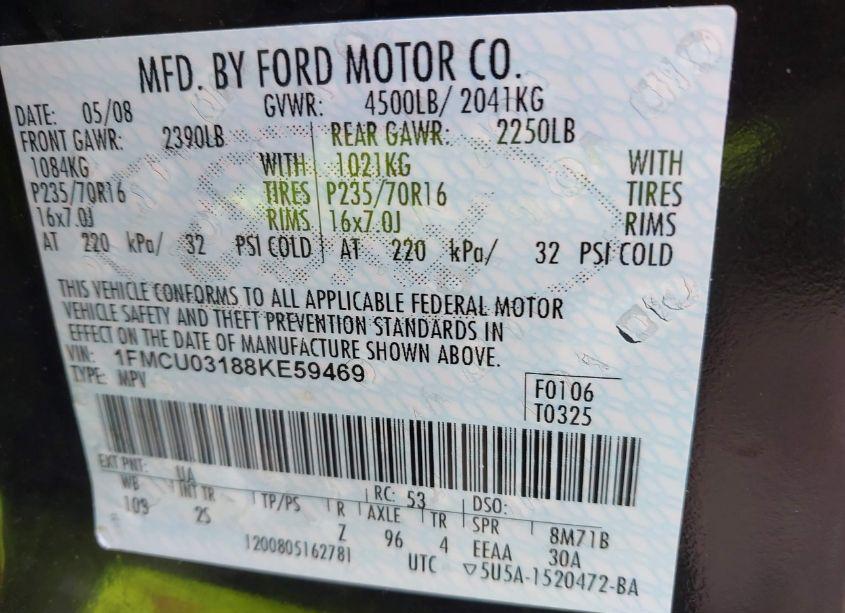 MFD. BY FORD MOTOR CO.
DATE: 05/08 GVWR: 4500LB/ 2041KG
FRONT GAWR: 2390LB REAR GAWR: 2250LB
1084KG WITH 1021KG WITH
P235/70R16 TIRES P235/70R16 TIRES
16x7.0J RIMS 16x7.0J RIMS
AT 220 kPa/ 32 PSI COLD AT 220 kPa/ 32 PSI COLD
THIS VEHICLE CONFORMS TO ALL APPLICABLE FEDERAL MOTOR
VEHICLE SAFETY AND THEFT PREVENTION STANDARDS IN
EFFECT ON THE DATE OF MANUFACTURE SHOWN ABOVE.
VIN: 1FMCU03188KE59469
TYPE: MPV
F0106
T0325
EXT PNT: UA RC: 53 DSO:
WB INT TR TP/PS R AXLE TR SPR 8M71B
109 2S Z 96 4 EEAA 30A
1200805162781 UTC ▽5U5A-1520472-BA